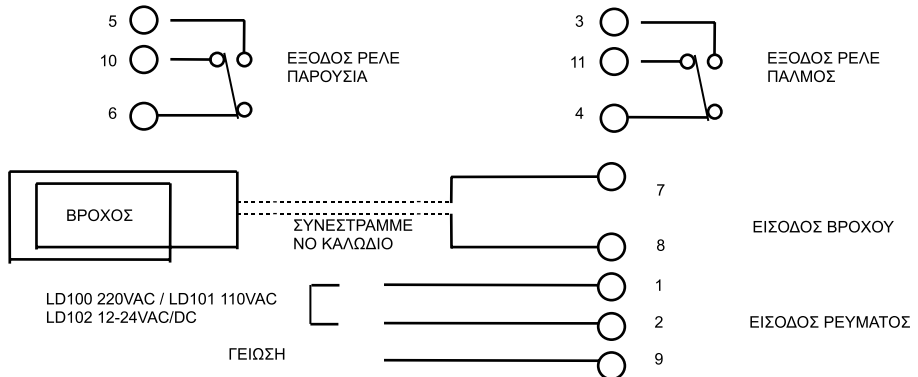 5
10
6
ΕΞΟΔΟΣ ΡΕΛΕ
ΠΑΡΟΥΣΙΑ
3
11
4
ΕΞΟΔΟΣ ΡΕΛΕ
ΠΑΛΜΟΣ
ΒΡΟΧΟΣ
ΣΥΝΕΣΤΡΑΜΜΕ
ΝΟ ΚΑΛΩΔΙΟ
7
8
ΕΙΣΟΔΟΣ ΒΡΟΧΟΥ
LD100 220VAC / LD101 110VAC
LD102 12-24VAC/DC
1
2
ΕΙΣΟΔΟΣ ΡΕΥΜΑΤΟΣ
ΓΕΙΩΣΗ
9